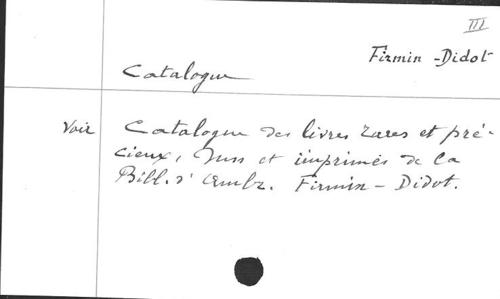 III
Firmin-Didot
Catalogue
Voir Catalogue des livres rares et pré-
cieux, Mss et imprimés de la
Bibl. d'Ambr. Firmin-Didot.